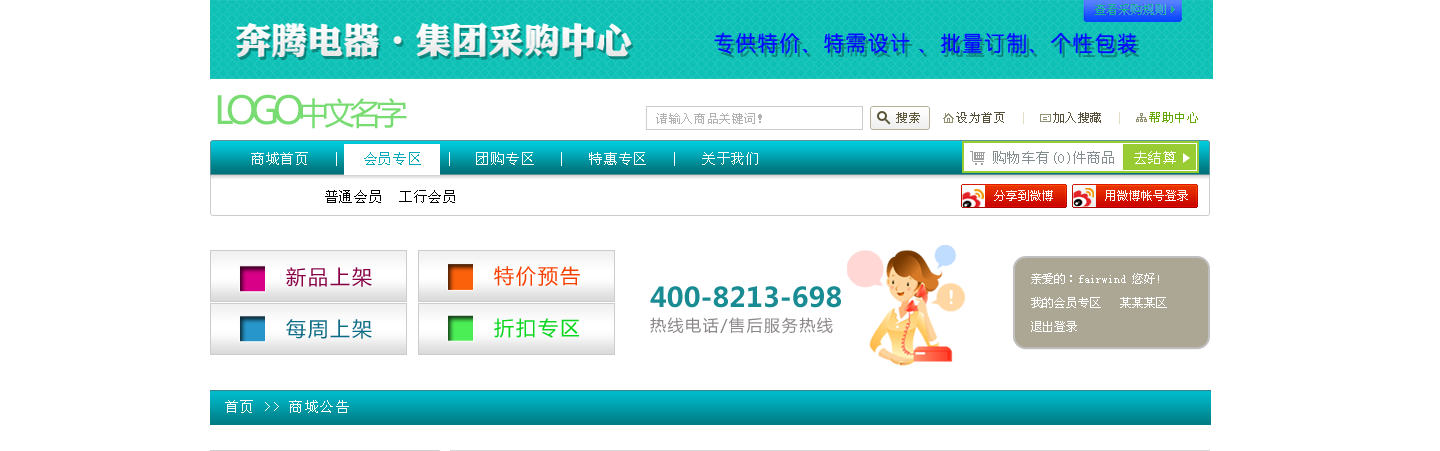 查看采购规则
奔腾电器·集团采购中心
专供特价、特需设计、批量订制、个性包装
LOGO中文名字
请输入商品关键词!
搜索
设为首页
加入搜藏
帮助中心
商城首页
会员专区
团购专区
特惠专区
关于我们
购物车有(0)件商品
去结算
普通会员 工行会员
分享到微博
用微博帐号登录
新品上架
特价预告
每周上架
折扣专区
400-8213-698
热线电话/售后服务热线
亲爱的：fairwind 您好！
我的会员专区 某某某区
退出登录
首页 >> 商城公告